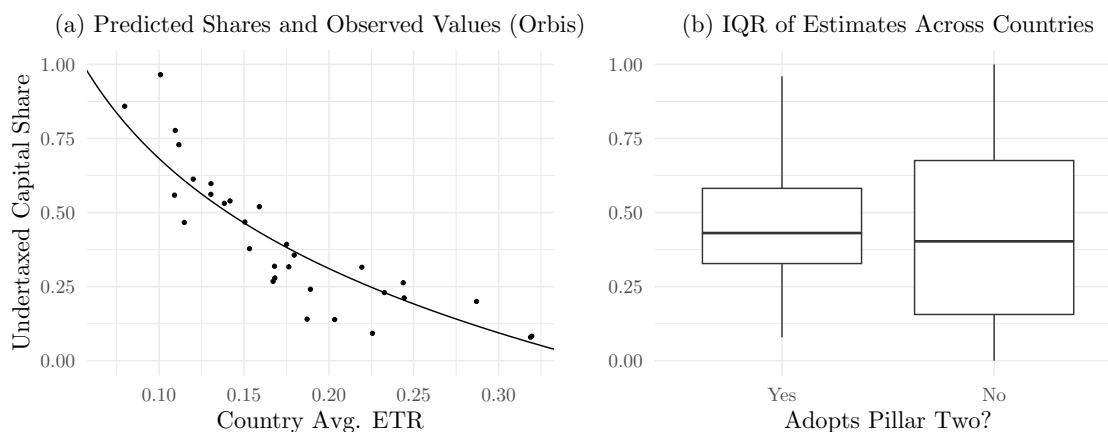 (a) Predicted Shares and Observed Values (Orbis)
Undertaxed Capital Share
1.00
0.75
0.50
0.25
0.00
0.10 0.15 0.20 0.25 0.30
Country Avg. ETR
(b) IQR of Estimates Across Countries
1.00
0.75
0.50
0.25
0.00
Yes No
Adopts Pillar Two?